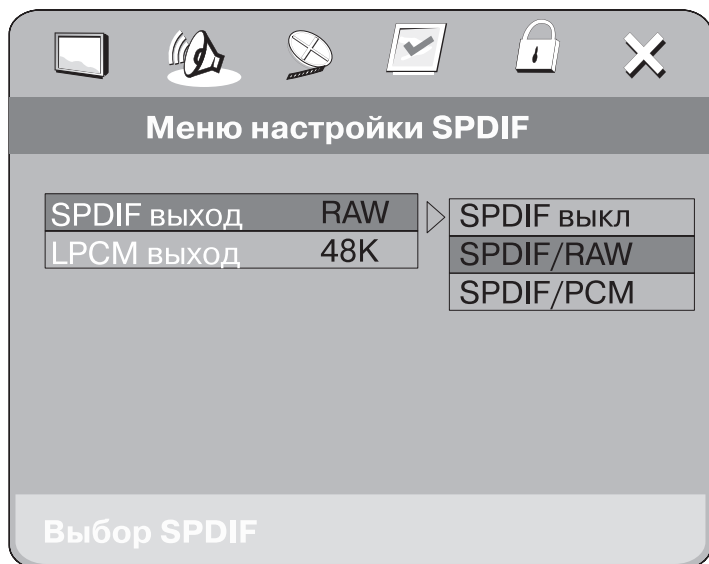 Меню настройки SPDIF
SPDIF выход RAW SPDIF выкл
LPCM выход 48K SPDIF/RAW
SPDIF/PCM
Выбор SPDIF